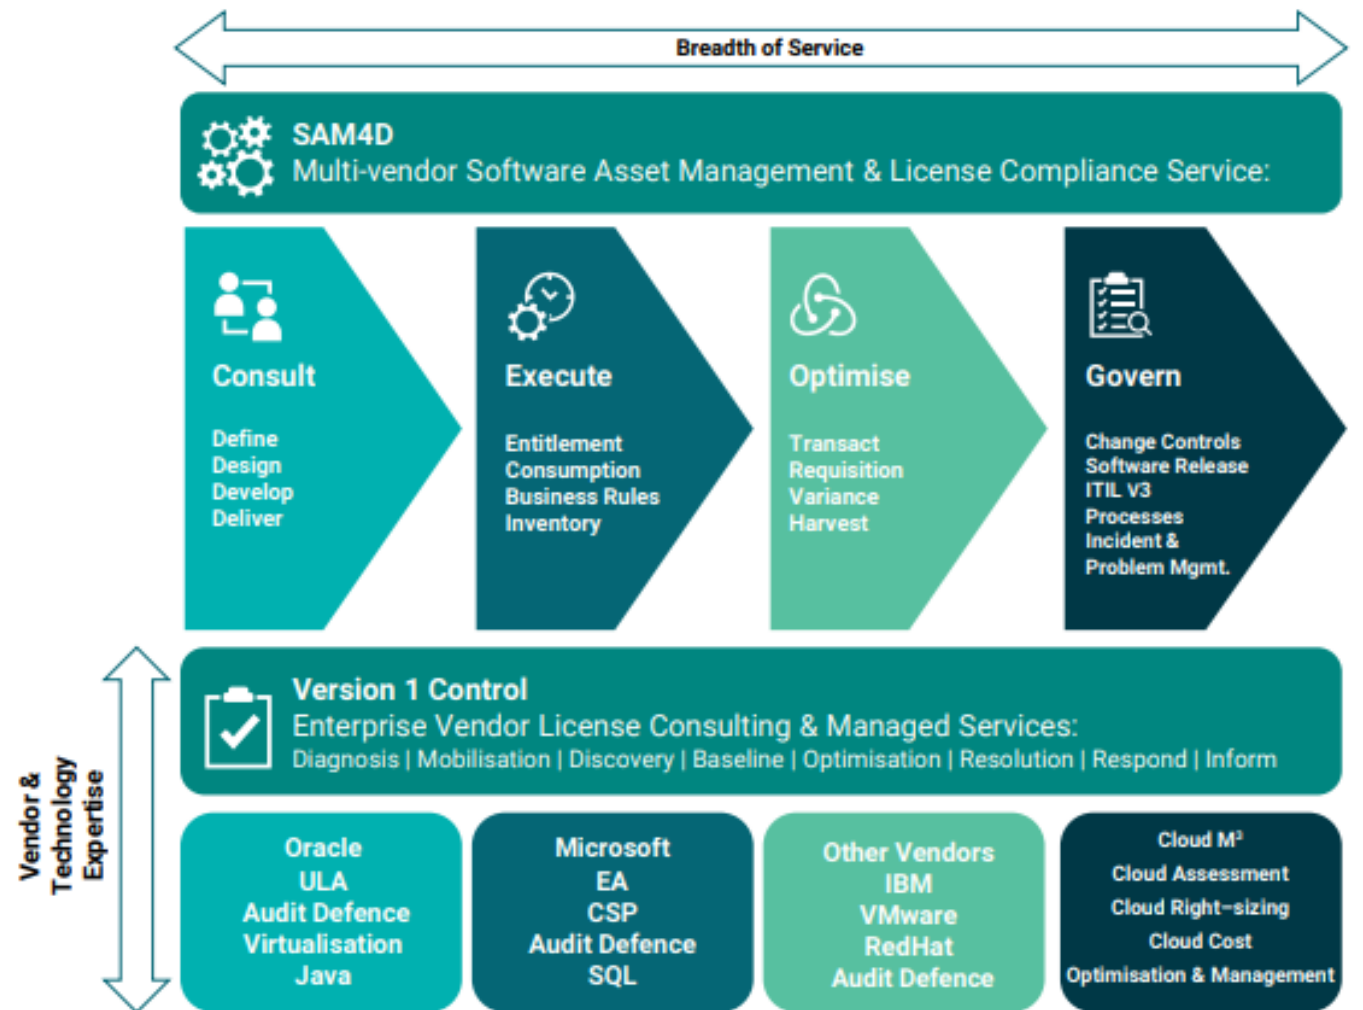 Breadth of Service
SAM4D
Multi-vendor Software Asset Management & License Compliance Service:
Consult
Define
Design
Develop
Deliver
Execute
Entitlement
Consumption
Business Rules
Inventory
Optimise
Transact
Requisition
Variance
Harvest
Govern
Change Controls
Software Release
ITIL V3
Processes
Incident &
Problem Mgmt.
Vendor &
Technology
Expertise
Version 1 Control
Enterprise Vendor License Consulting & Managed Services:
Diagnosis | Mobilisation | Discovery | Baseline | Optimisation | Resolution | Respond | Inform
Oracle
ULA
Audit Defence
Virtualisation
Java
Microsoft
EA
CSP
Audit Defence
SQL
Other Vendors
IBM
VMware
RedHat
Audit Defence
Cloud M³
Cloud Assessment
Cloud Right–sizing
Cloud Cost
Optimisation & Management